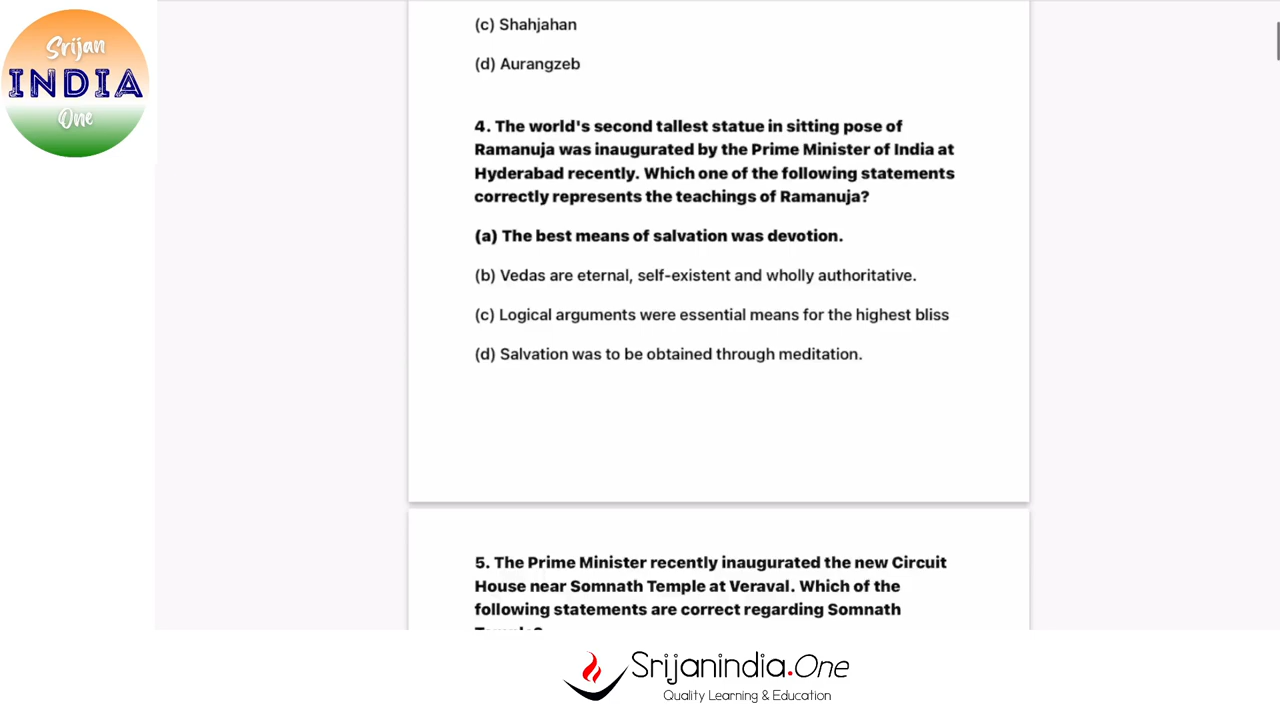 Srijan
INDIA
One
(c) Shahjahan
(d) Aurangzeb
4. The world's second tallest statue in sitting pose of
Ramanuja was inaugurated by the Prime Minister of India at
Hyderabad recently. Which one of the following statements
correctly represents the teachings of Ramanuja?
(a) The best means of salvation was devotion.
(b) Vedas are eternal, self-existent and wholly authoritative.
(c) Logical arguments were essential means for the highest bliss
(d) Salvation was to be obtained through meditation.
5. The Prime Minister recently inaugurated the new Circuit
House near Somnath Temple at Veraval. Which of the
following statements are correct regarding Somnath
Srijanindia.One
Quality Learning & Education